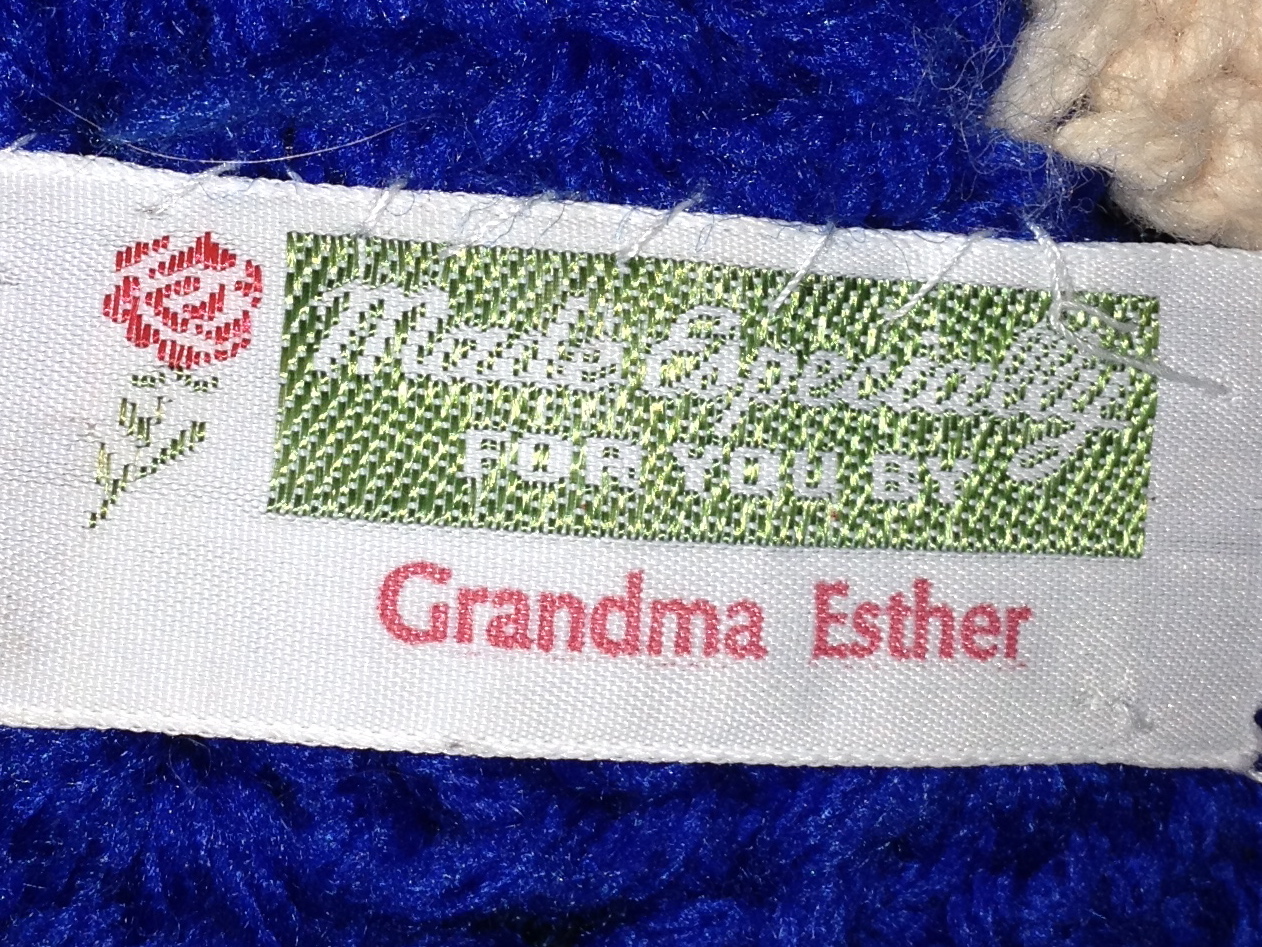 Made Especially
FOR YOU BY
Grandma Esther